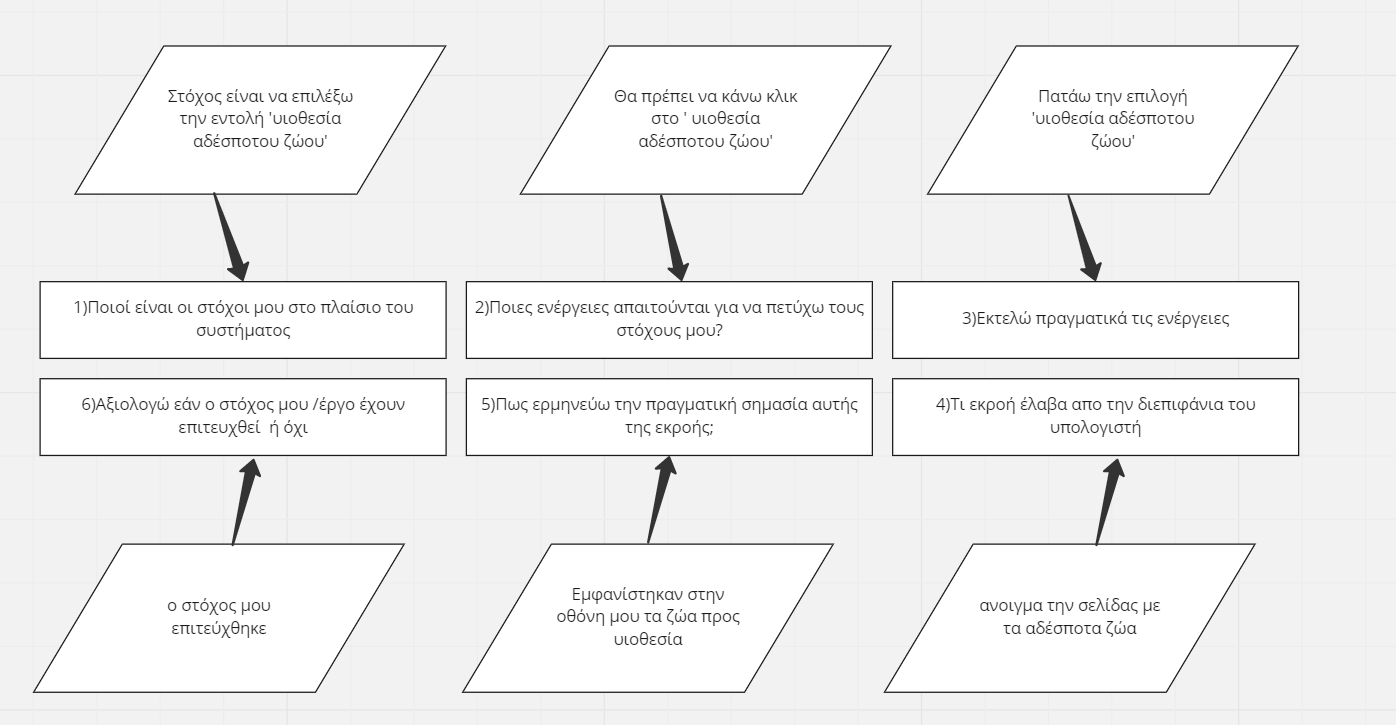 Στόχος είναι να επιλέξω
την εντολή 'υιοθεσία
αδέσποτου ζώου'
Θα πρέπει να κάνω κλικ
στο ' υιοθεσία
αδέσποτου ζώου'
Πατάω την επιλογή
'υιοθεσία αδέσποτου
ζώου'
1)Ποιοί είναι οι στόχοι μου στο πλαίσιο του
συστήματος
2)Ποιες ενέργειες απαιτούνται για να πετύχω τους
στόχους μου?
3)Εκτελώ πραγματικά τις ενέργειες
6)Αξιολογώ εάν ο στόχος μου /έργο έχουν
επιτευχθεί  ή όχι
5)Πως ερμηνεύω την πραγματική σημασία αυτής
της εκροής;
4)Τι εκροή έλαβα απο την διεπιφάνια του
υπολογιστή
ο στόχος μου
επιτεύχθηκε
Εμφανίστηκαν στην
οθόνη μου τα ζώα προς
υιοθεσία
ανοιγμα την σελίδας με
τα αδέσποτα ζώα